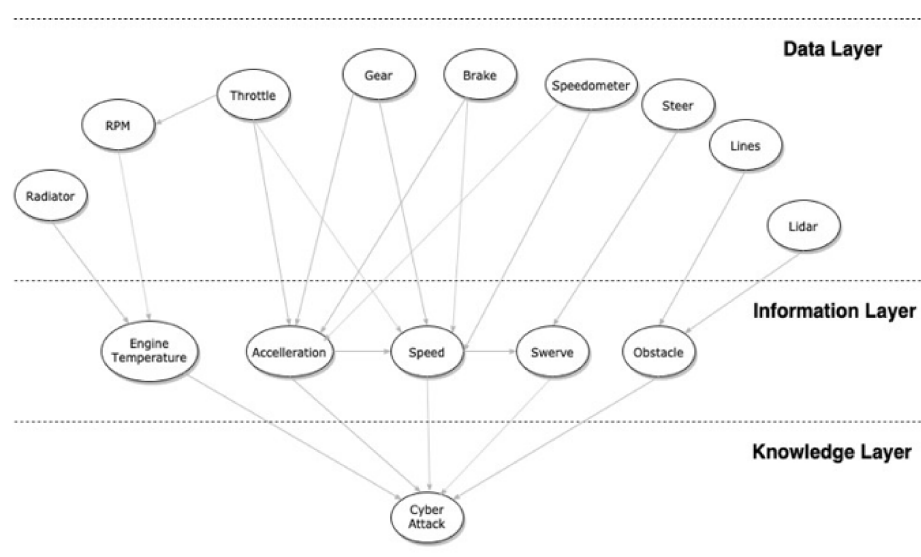 Data Layer
Gear
Brake
Speedometer
Throttle
Steer
RPM
Lines
Radiator
Lidar
Information Layer
Engine
Temperature
Accelleration
Speed
Swerve
Obstacle
Knowledge Layer
Cyber
Attack